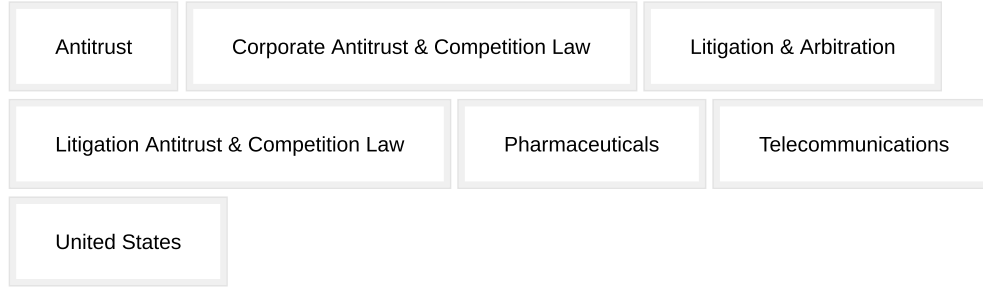 Antitrust Corporate Antitrust & Competition Law Litigation & Arbitration
Litigation Antitrust & Competition Law Pharmaceuticals Telecommunications
United States